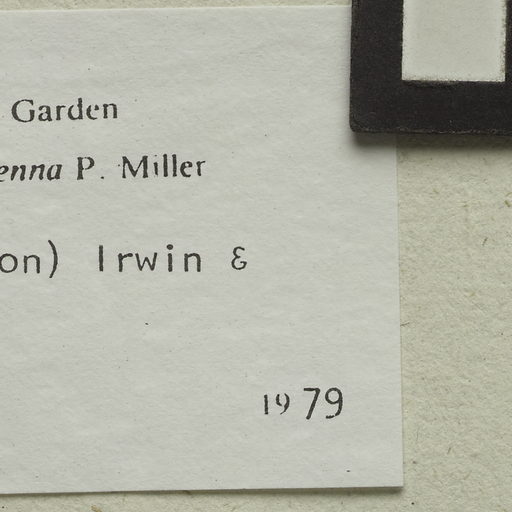 Garden
enna P. Miller
on) Irwin &
1979